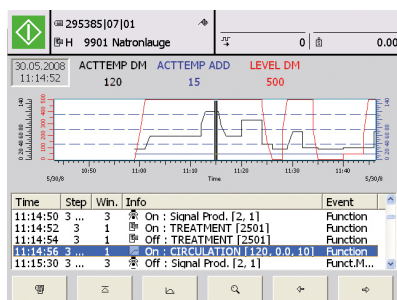 295385|07|01
H 9901 Natronlauge 0 0.00
30.05.2008 ACTTEMP DM ACTTEMP ADD LEVEL DM
11:14:52 120 15 500
10:50 11:00 11:10 11:20 11:30 11:40
5/30/8 Time 5/30/8
Time Step Win. Info Event
11:14:50 3 ... 3 On : Signal Prod. [2, 1] Function
11:14:52 3 1 On : TREATMENT [2501] Function
11:14:54 3 1 Off : TREATMENT [2501] Function
11:14:56 3 ... 1 On : CIRCULATION [120, 0.0, 10] Function
11:15:30 3 ... 3 Off : Signal Prod. [2, 1] Funct.M...